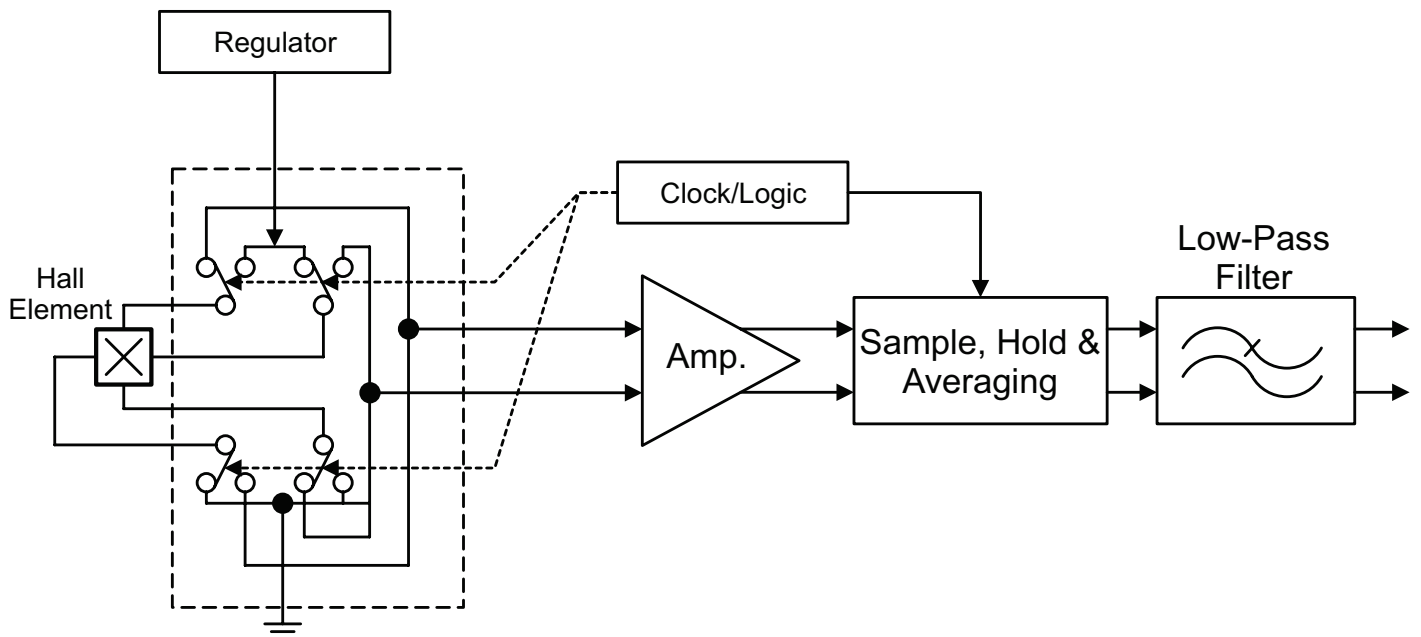 Regulator
Clock/Logic
Low-Pass
Filter
Hall
Element
Amp.
Sample, Hold &
Averaging